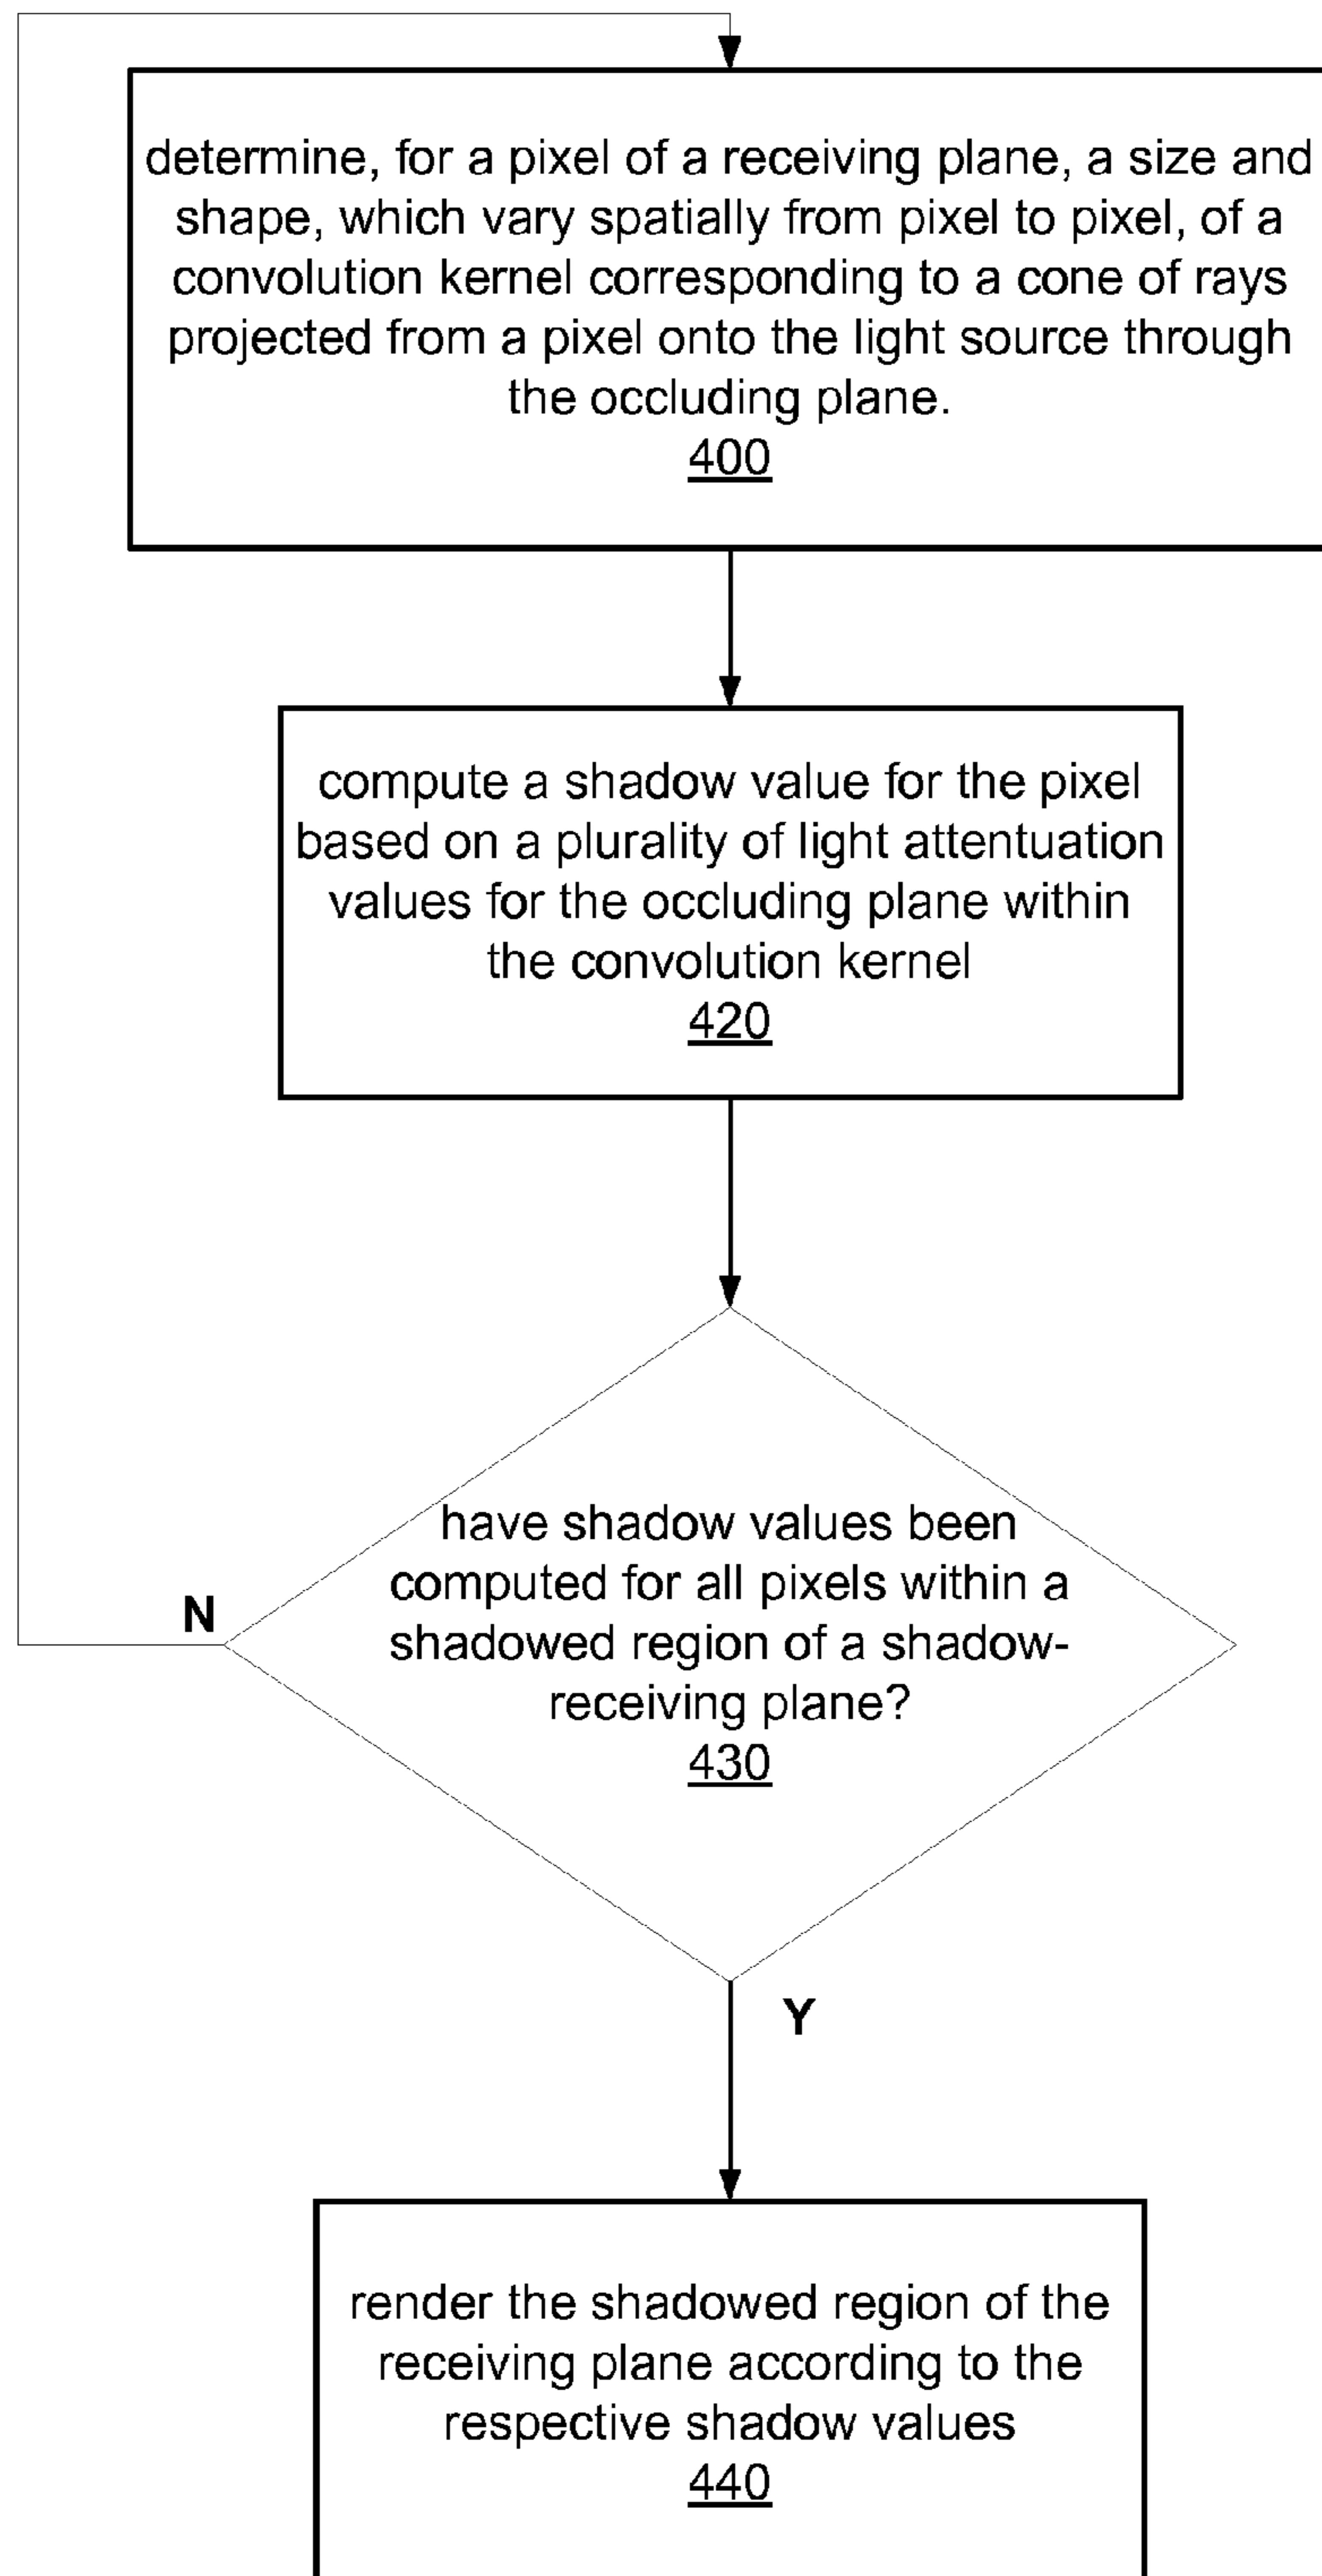 determine, for a pixel of a receiving plane, a size and
shape, which vary spatially from pixel to pixel, of a
convolution kernel corresponding to a cone of rays
projected from a pixel onto the light source through
the occluding plane.
400
compute a shadow value for the pixel
based on a plurality of light attentuation
values for the occluding plane within
the convolution kernel
420
have shadow values been
computed for all pixels within a
shadowed region of a shadow-
receiving plane?
430
N
Y
render the shadowed region of the
receiving plane according to the
respective shadow values
440